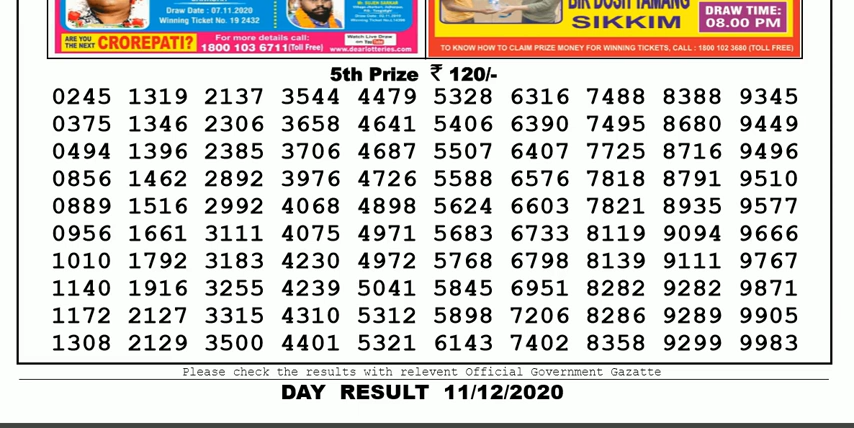 BIR DOSH TAMANG
Draw Date : 07.11.2020
Winning Ticket No. 19 2432
SIKKIM
DRAW TIME:
08.00 PM
ARE YOU
THE NEXT CROREPATI?
For more details call:
1800 103 6711(Toll Free)
Watch Live Draw
on YouTube
www.dearlotteries.com
TO KNOW HOW TO CLAIM PRIZE MONEY FOR WINNING TICKETS, CALL : 1800 102 3680 (TOLL FREE)
5th Prize ₹ 120/-
0245 1319 2137 3544 4479 5328 6316 7488 8388 9345
0375 1346 2306 3658 4641 5406 6390 7495 8680 9449
0494 1396 2385 3706 4687 5507 6407 7725 8716 9496
0856 1462 2892 3976 4726 5588 6576 7818 8791 9510
0889 1516 2992 4068 4898 5624 6603 7821 8935 9577
0956 1661 3111 4075 4971 5683 6733 8119 9094 9666
1010 1792 3183 4230 4972 5768 6798 8139 9111 9767
1140 1916 3255 4239 5041 5845 6951 8282 9282 9871
1172 2127 3315 4310 5312 5898 7206 8286 9289 9905
1308 2129 3500 4401 5321 6143 7402 8358 9299 9983
Please check the results with relevent Official Government Gazatte
DAY RESULT 11/12/2020